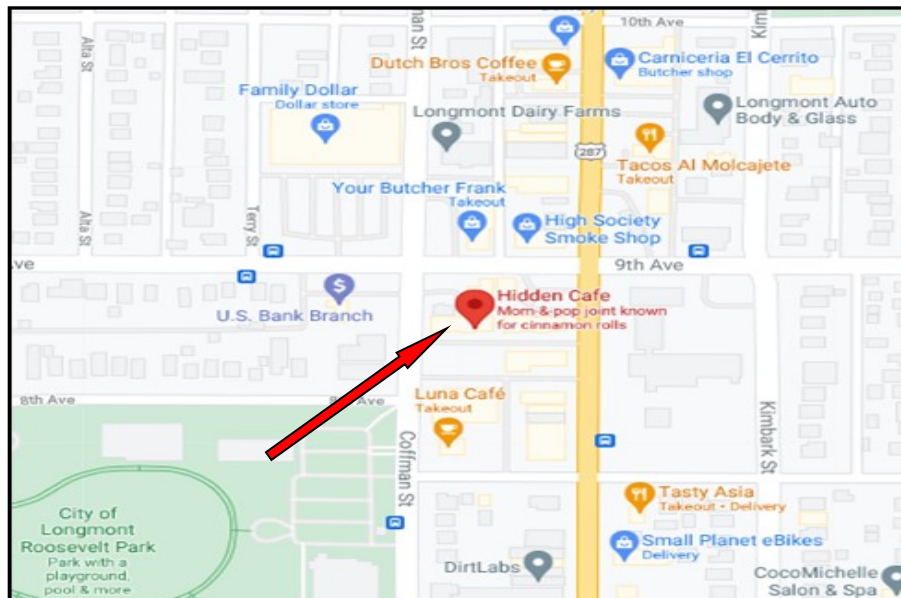 10th Ave
Alta St
Dutch Bros Coffee
Takeout
Carniceria El Cerrito
Butcher shop
Family Dollar
Dollar store
Longmont Dairy Farms
Longmont Auto
Body & Glass
287
Tacos Al Molcajete
Takeout
Your Butcher Frank
Takeout
Alta St
Terry St
High Society
Smoke Shop
9th Ave
Hidden Cafe
Mom-&-pop joint known
for cinnamon rolls
$
U.S. Bank Branch
8th Ave
Luna Café
Takeout
Coffman St
Kimbark St
Tasty Asia
Takeout • Delivery
City of
Longmont
Roosevelt Park
Park with a
playground,
pool & more
Small Planet eBikes
Delivery
DirtLabs
CocoMichelle
Salon & Spa